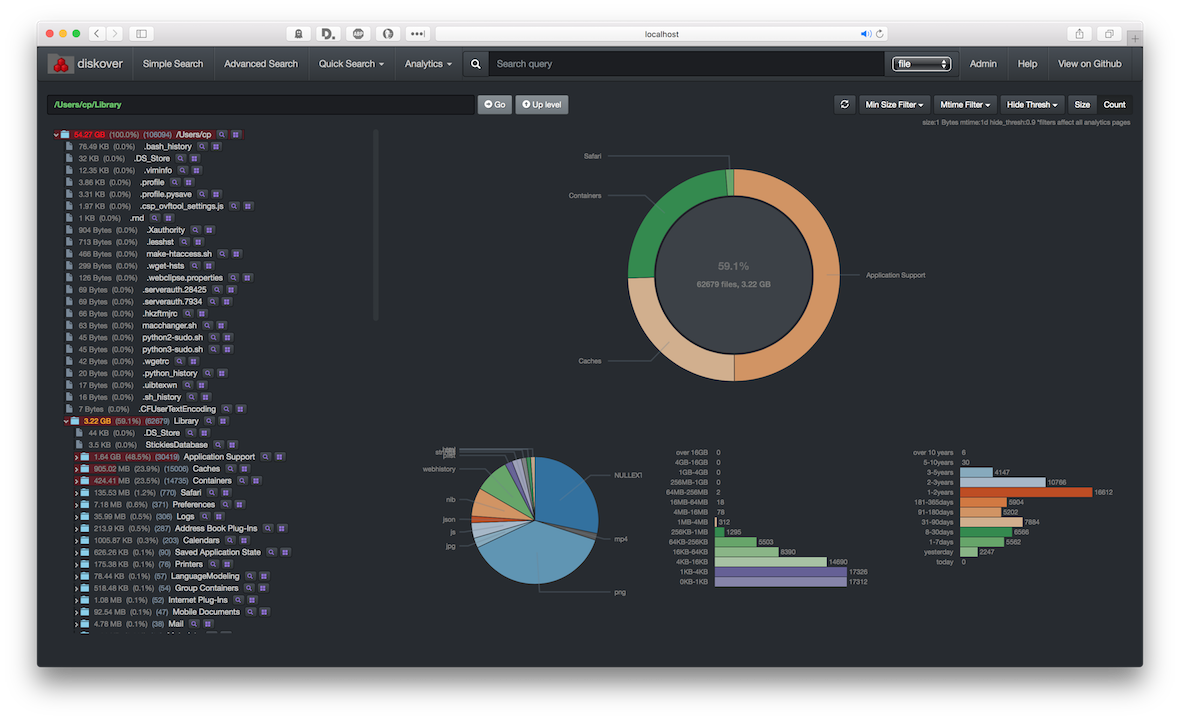 localhost
diskover
Simple Search
Advanced Search
Quick Search
Analytics
Search query
file
Admin
Help
View on Github
/Users/cp/Library
Go
Up level
Min Size Filter
Mtime Filter
Hide Thresh
Size
Count
size:1 Bytes mtime:1d hide_thresh:0.9 *filters affect all analytics pages
54.27 GB (100.0%) (106094) /Users/cp
76.49 KB (0.0%) .bash_history
32 KB (0.0%) .DS_Store
12.35 KB (0.0%) .viminfo
3.86 KB (0.0%) .profile
3.31 KB (0.0%) .profile.pysave
1.97 KB (0.0%) .csp_ovftool_settings.js
1 KB (0.0%) .rnd
904 Bytes (0.0%) .Xauthority
713 Bytes (0.0%) .lesshst
466 Bytes (0.0%) make-htaccess.sh
299 Bytes (0.0%) .wget-hsts
126 Bytes (0.0%) .webclipse.properties
69 Bytes (0.0%) .serverauth.28425
69 Bytes (0.0%) .serverauth.7934
66 Bytes (0.0%) .hkzftmjrc
63 Bytes (0.0%) macchanger.sh
45 Bytes (0.0%) python2-sudo.sh
45 Bytes (0.0%) python3-sudo.sh
42 Bytes (0.0%) .wgetrc
20 Bytes (0.0%) .python_history
17 Bytes (0.0%) .uibtexwn
16 Bytes (0.0%) .sh_history
7 Bytes (0.0%) .CFUserTextEncoding
3.22 GB (59.1%) (62679) Library
44 KB (0.0%) .DS_Store
3.5 KB (0.0%) StickiesDatabase
1.64 GB (48.5%) (30419) Application Support
905.02 MB (23.9%) (15006) Caches
424.41 MB (23.5%) (14735) Containers
135.53 MB (1.2%) (770) Safari
7.18 MB (0.6%) (371) Preferences
35.99 MB (0.5%) (306) Logs
213.9 KB (0.5%) (287) Address Book Plug-Ins
1005.87 KB (0.3%) (203) Calendars
626.26 KB (0.1%) (90) Saved Application State
175.38 KB (0.1%) (76) Printers
78.44 KB (0.1%) (57) LanguageModeling
518.48 KB (0.1%) (54) Group Containers
1.08 MB (0.1%) (52) Internet Plug-Ins
92.54 MB (0.1%) (47) Mobile Documents
4.78 MB (0.1%) (38) Mail
Safari
Containers
Application Support
Caches
59.1%
62679 files, 3.22 GB
webhistory
nib
json
js
jpg
NULLEXT
mp4
png
over 16GB 0
4GB-16GB 0
1GB-4GB 0
256MB-1GB 0
64MB-256MB 2
16MB-64MB 18
4MB-16MB 78
1MB-4MB 312
256KB-1MB 1295
64KB-256KB 5503
16KB-64KB 8390
4KB-16KB 14690
1KB-4KB 17326
0KB-1KB 17312
over 10 years 6
5-10years 30
3-5years 4147
2-3years 10766
1-2years 16612
181-365days 5904
91-180days 5202
31-90days 7884
8-30days 6566
1-7days 5562
yesterday 2247
today 0